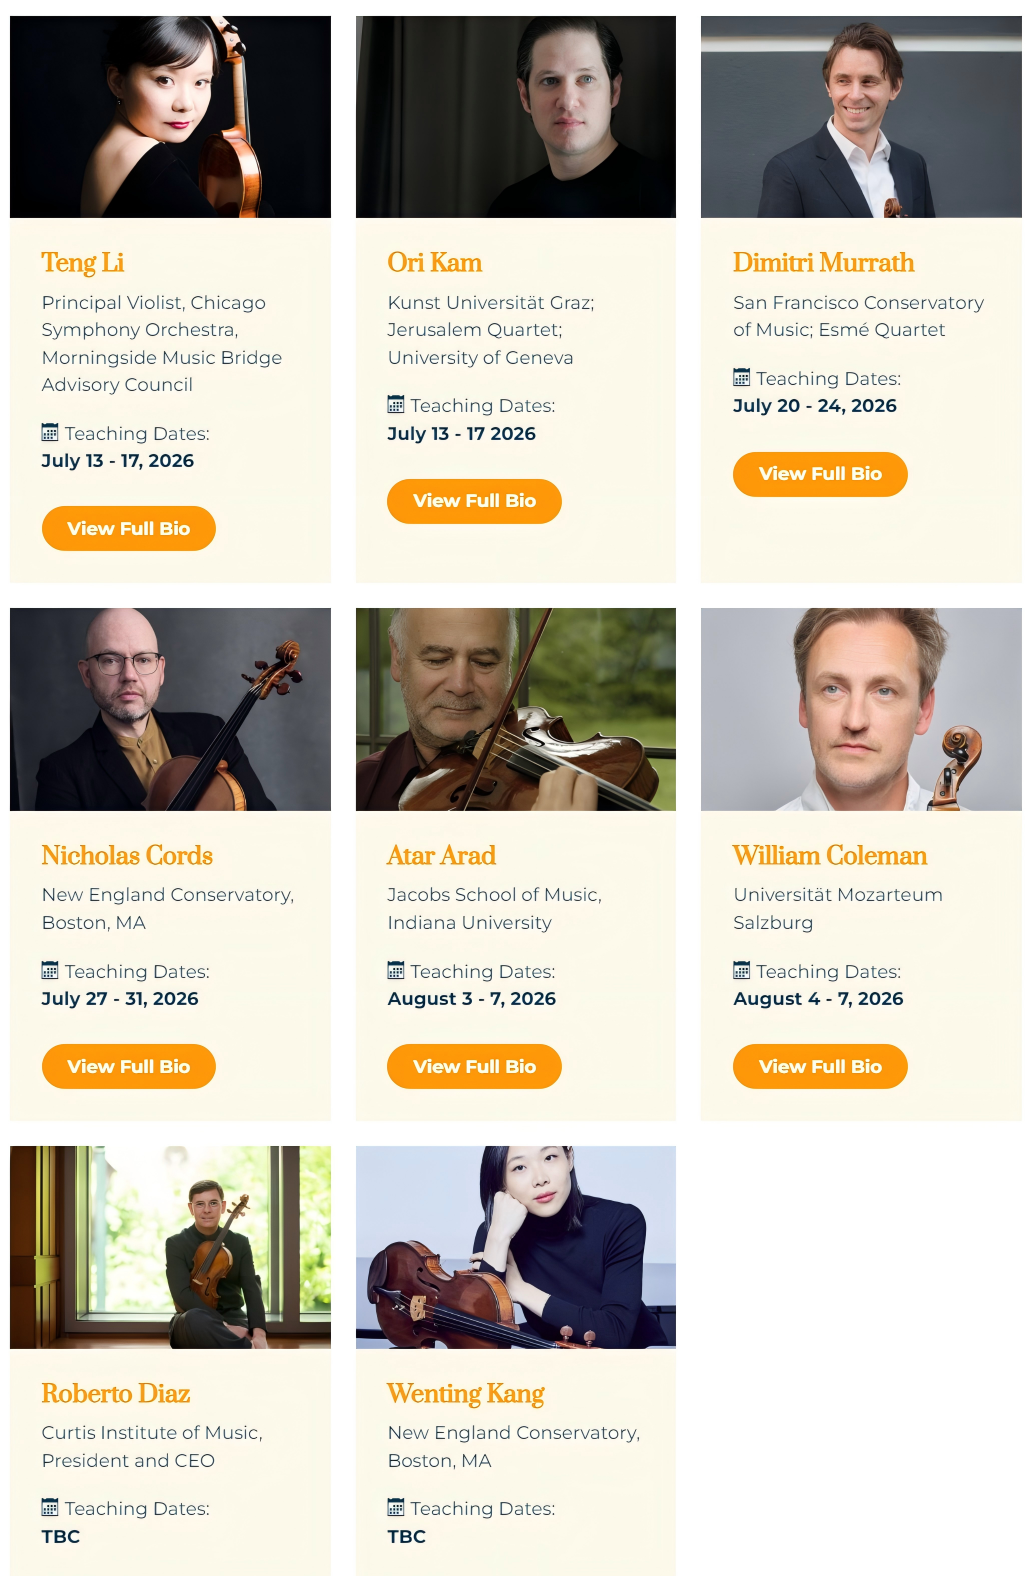 Teng Li
Principal Violist, Chicago
Symphony Orchestra,
Morningside Music Bridge
Advisory Council
Teaching Dates:
July 13 - 17, 2026
View Full Bio
Ori Kam
Kunst Universität Graz;
Jerusalem Quartet;
University of Geneva
Teaching Dates:
July 13 - 17 2026
View Full Bio
Dimitri Murrath
San Francisco Conservatory
of Music; Esmé Quartet
Teaching Dates:
July 20 - 24, 2026
View Full Bio
Nicholas Cords
New England Conservatory,
Boston, MA
Teaching Dates:
July 27 - 31, 2026
View Full Bio
Atar Arad
Jacobs School of Music,
Indiana University
Teaching Dates:
August 3 - 7, 2026
View Full Bio
William Coleman
Universität Mozarteum
Salzburg
Teaching Dates:
August 4 - 7, 2026
View Full Bio
Roberto Diaz
Curtis Institute of Music,
President and CEO
Teaching Dates:
TBC
Wenting Kang
New England Conservatory,
Boston, MA
Teaching Dates:
TBC